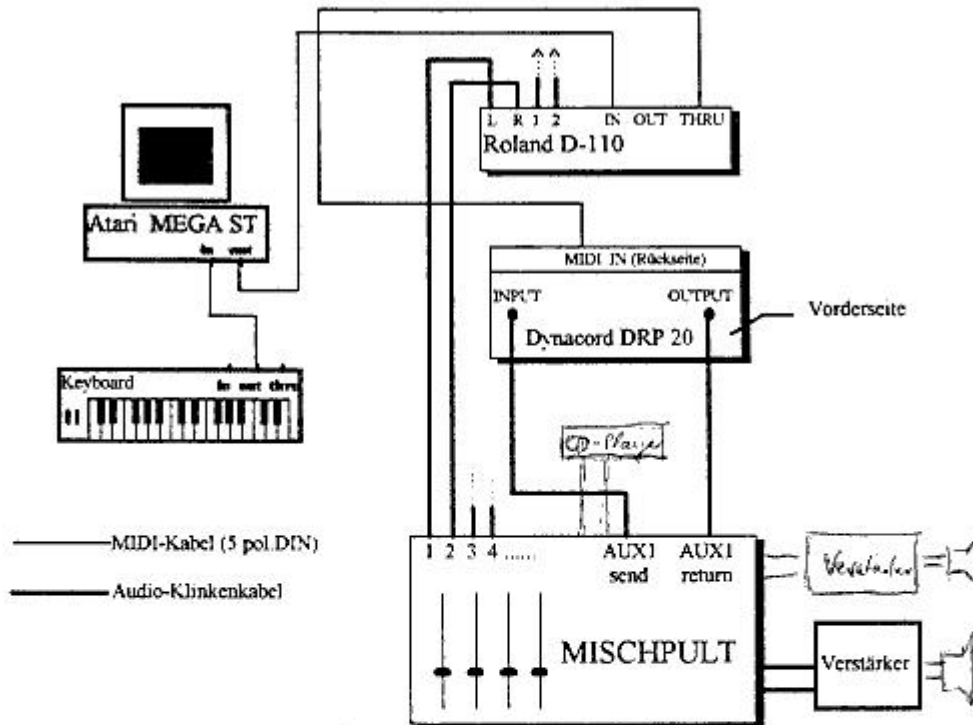 L R 1 2 IN OUT THRU
Roland D-110
Atari MEGA ST
in out
MIDI IN (Rückseite)
INPUT OUTPUT
Dynacord DRP 20
Vorderseite
Keyboard in out thru
CD-Player
MIDI-Kabel (5 pol.DIN)
Audio-Klinkenkabel
1 2 3 4 ......
AUX1 send
AUX1 return
MISCHPULT
Verstärker
Verstärker